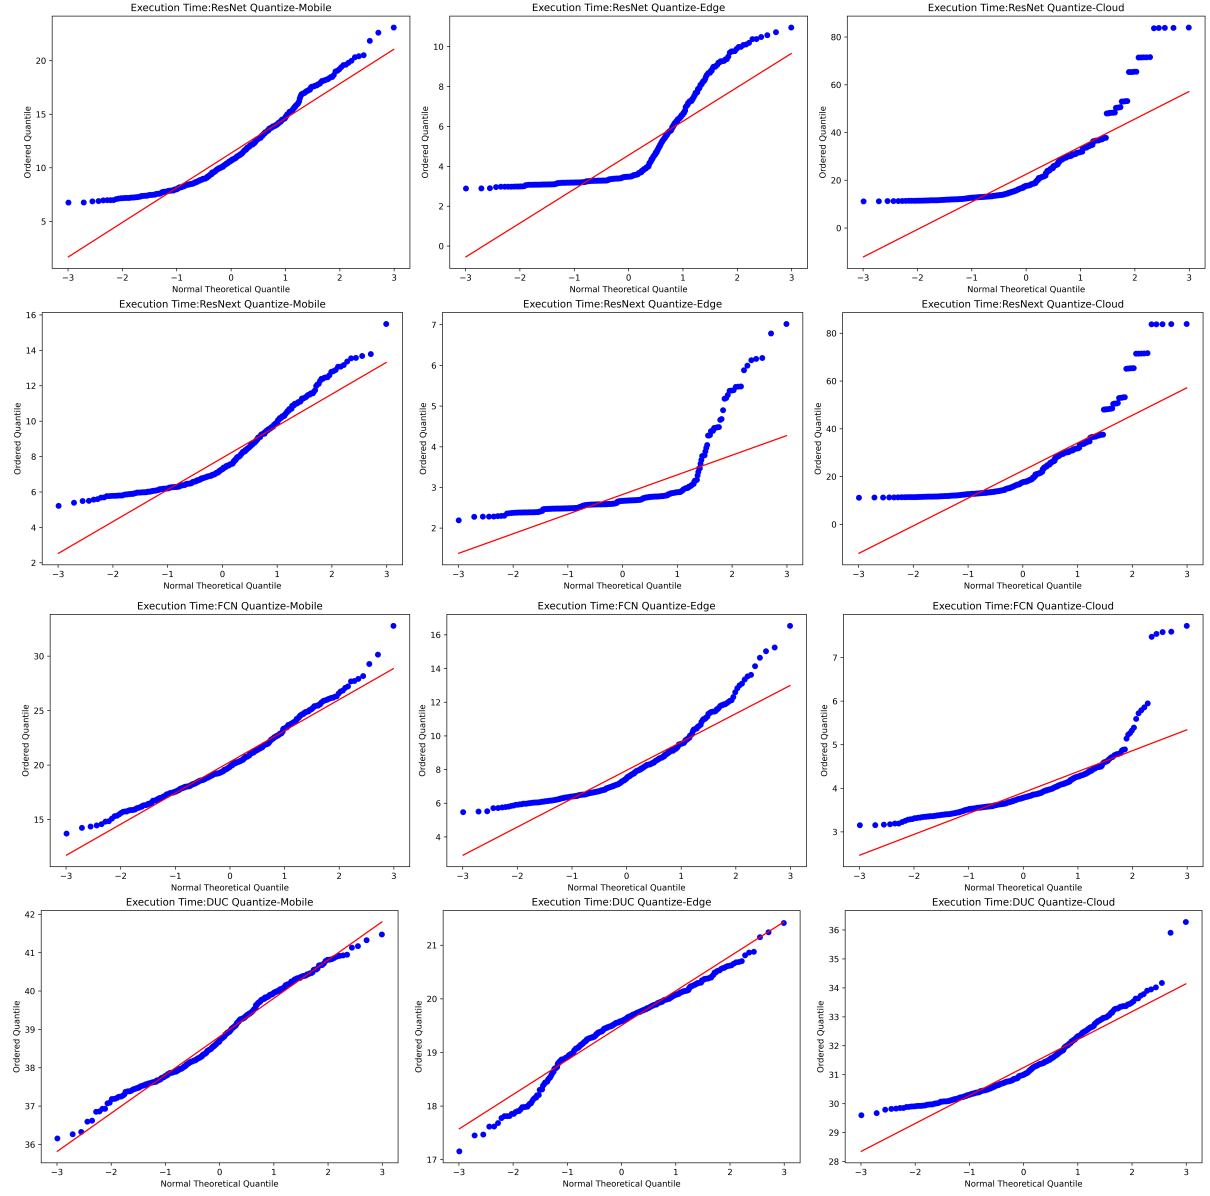 Execution Time:ResNet Quantize-Mobile
Ordered Quantile
20
15
10
5
−3 −2 −1 0 1 2 3
Normal Theoretical Quantile
Execution Time:ResNet Quantize-Edge
Ordered Quantile
10
8
6
4
2
0
−3 −2 −1 0 1 2 3
Normal Theoretical Quantile
Execution Time:ResNet Quantize-Cloud
Ordered Quantile
80
60
40
20
0
−3 −2 −1 0 1 2 3
Normal Theoretical Quantile
Execution Time:ResNext Quantize-Mobile
Ordered Quantile
16
14
12
10
8
6
4
2
−3 −2 −1 0 1 2 3
Normal Theoretical Quantile
Execution Time:ResNext Quantize-Edge
Ordered Quantile
7
6
5
4
3
2
−3 −2 −1 0 1 2 3
Normal Theoretical Quantile
Execution Time:ResNext Quantize-Cloud
Ordered Quantile
80
60
40
20
0
−3 −2 −1 0 1 2 3
Normal Theoretical Quantile
Execution Time:FCN Quantize-Mobile
Ordered Quantile
30
25
20
15
−3 −2 −1 0 1 2 3
Normal Theoretical Quantile
Execution Time:FCN Quantize-Edge
Ordered Quantile
16
14
12
10
8
6
4
−3 −2 −1 0 1 2 3
Normal Theoretical Quantile
Execution Time:FCN Quantize-Cloud
Ordered Quantile
7
6
5
4
3
−3 −2 −1 0 1 2 3
Normal Theoretical Quantile
Execution Time:DUC Quantize-Mobile
Ordered Quantile
42
41
40
39
38
37
36
−3 −2 −1 0 1 2 3
Normal Theoretical Quantile
Execution Time:DUC Quantize-Edge
Ordered Quantile
21
20
19
18
17
−3 −2 −1 0 1 2 3
Normal Theoretical Quantile
Execution Time:DUC Quantize-Cloud
Ordered Quantile
36
35
34
33
32
31
30
29
28
−3 −2 −1 0 1 2 3
Normal Theoretical Quantile